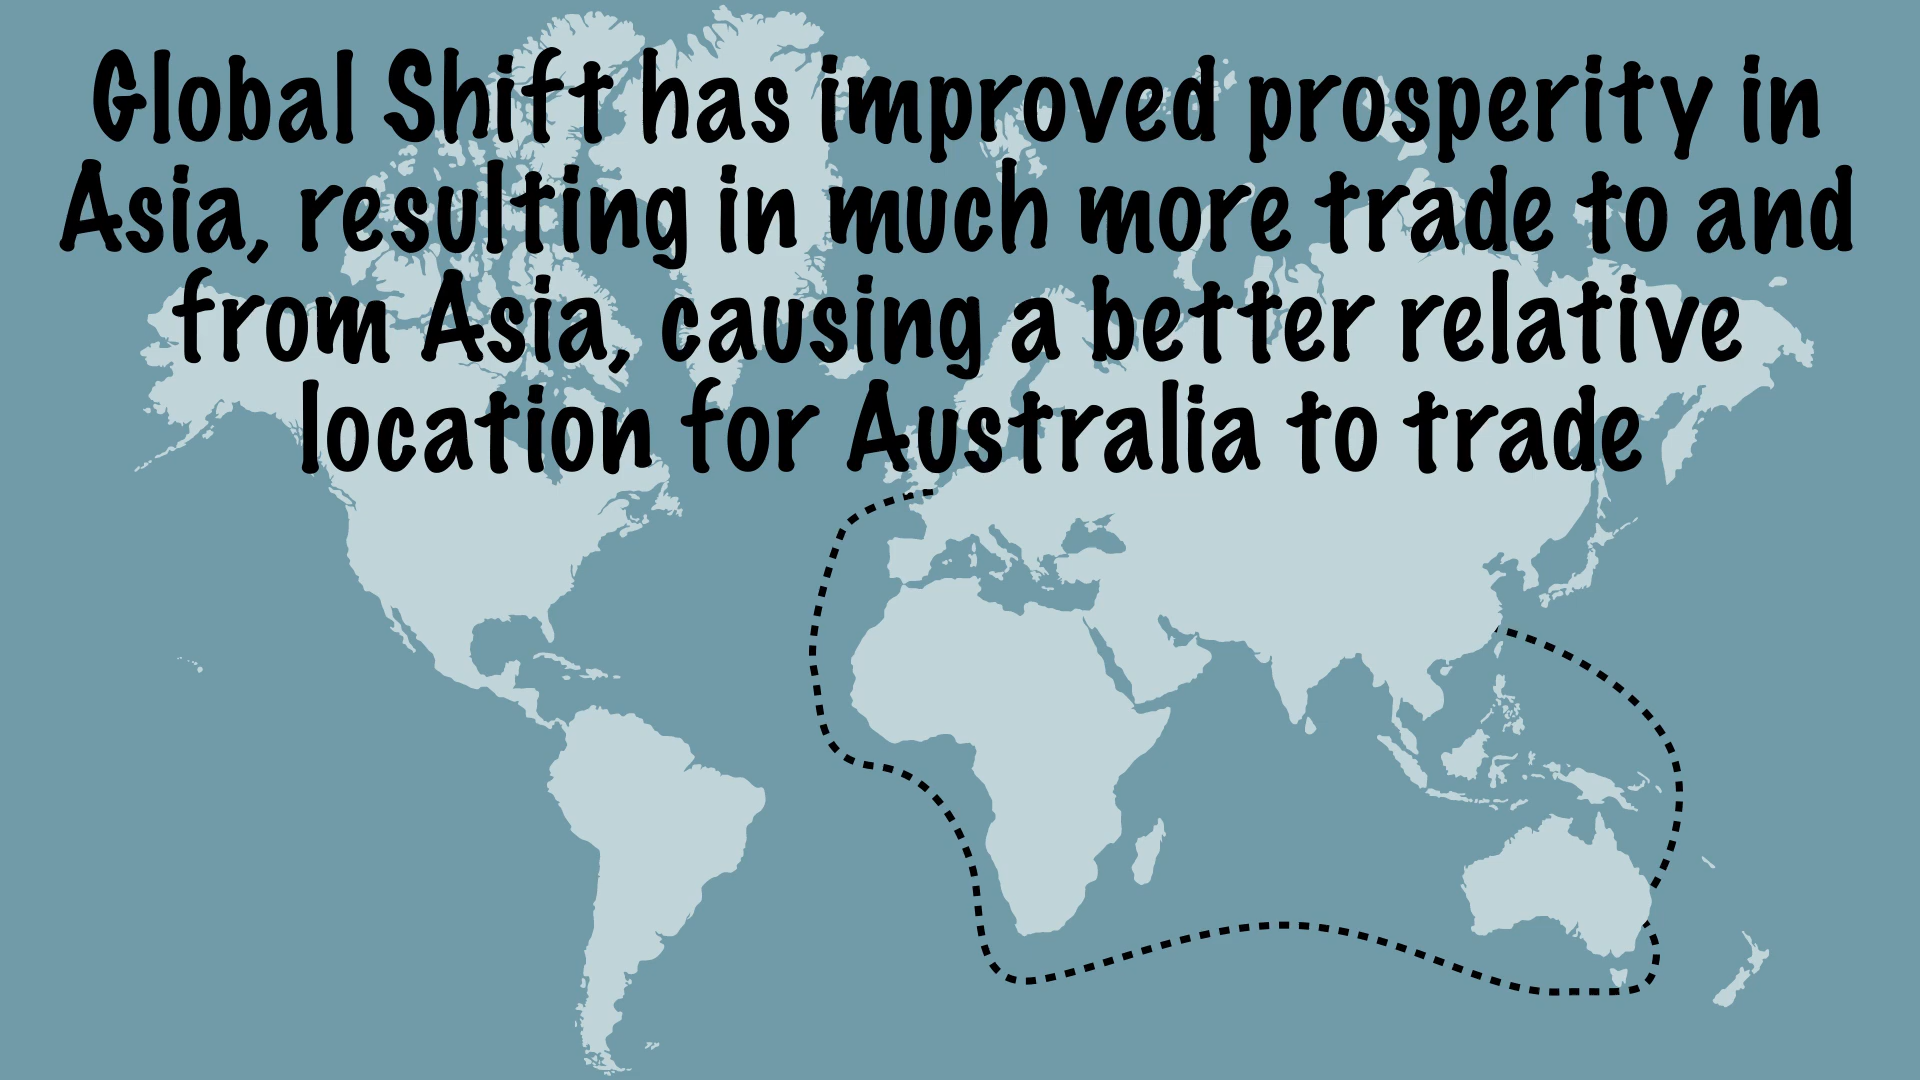 Global Shift has improved prosperity in
Asia, resulting in much more trade to and
from Asia, causing a better relative
location for Australia to trade